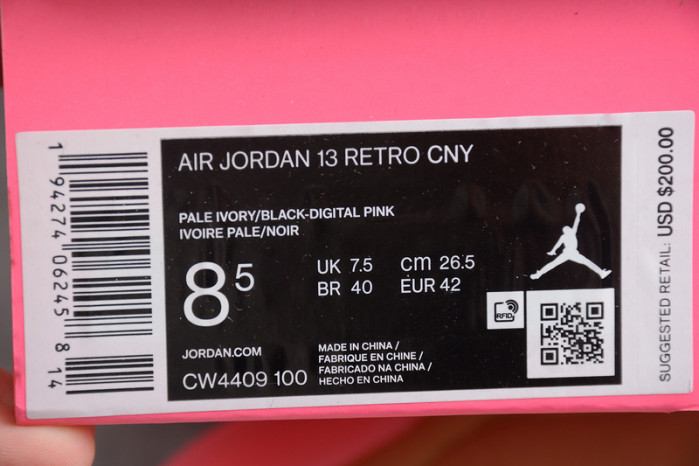 AIR JORDAN 13 RETRO CNY
PALE IVORY/BLACK-DIGITAL PINK
IVOIRE PALE/NOIR
8 5
UK 7.5 cm 26.5
BR 40 EUR 42
RFID
JORDAN.COM
CW4409 100
MADE IN CHINA /
FABRIQUE EN CHINE /
FABRICADO NA CHINA /
HECHO EN CHINA
1 94274 06245 8 14
SUGGESTED RETAIL: USD $200.00